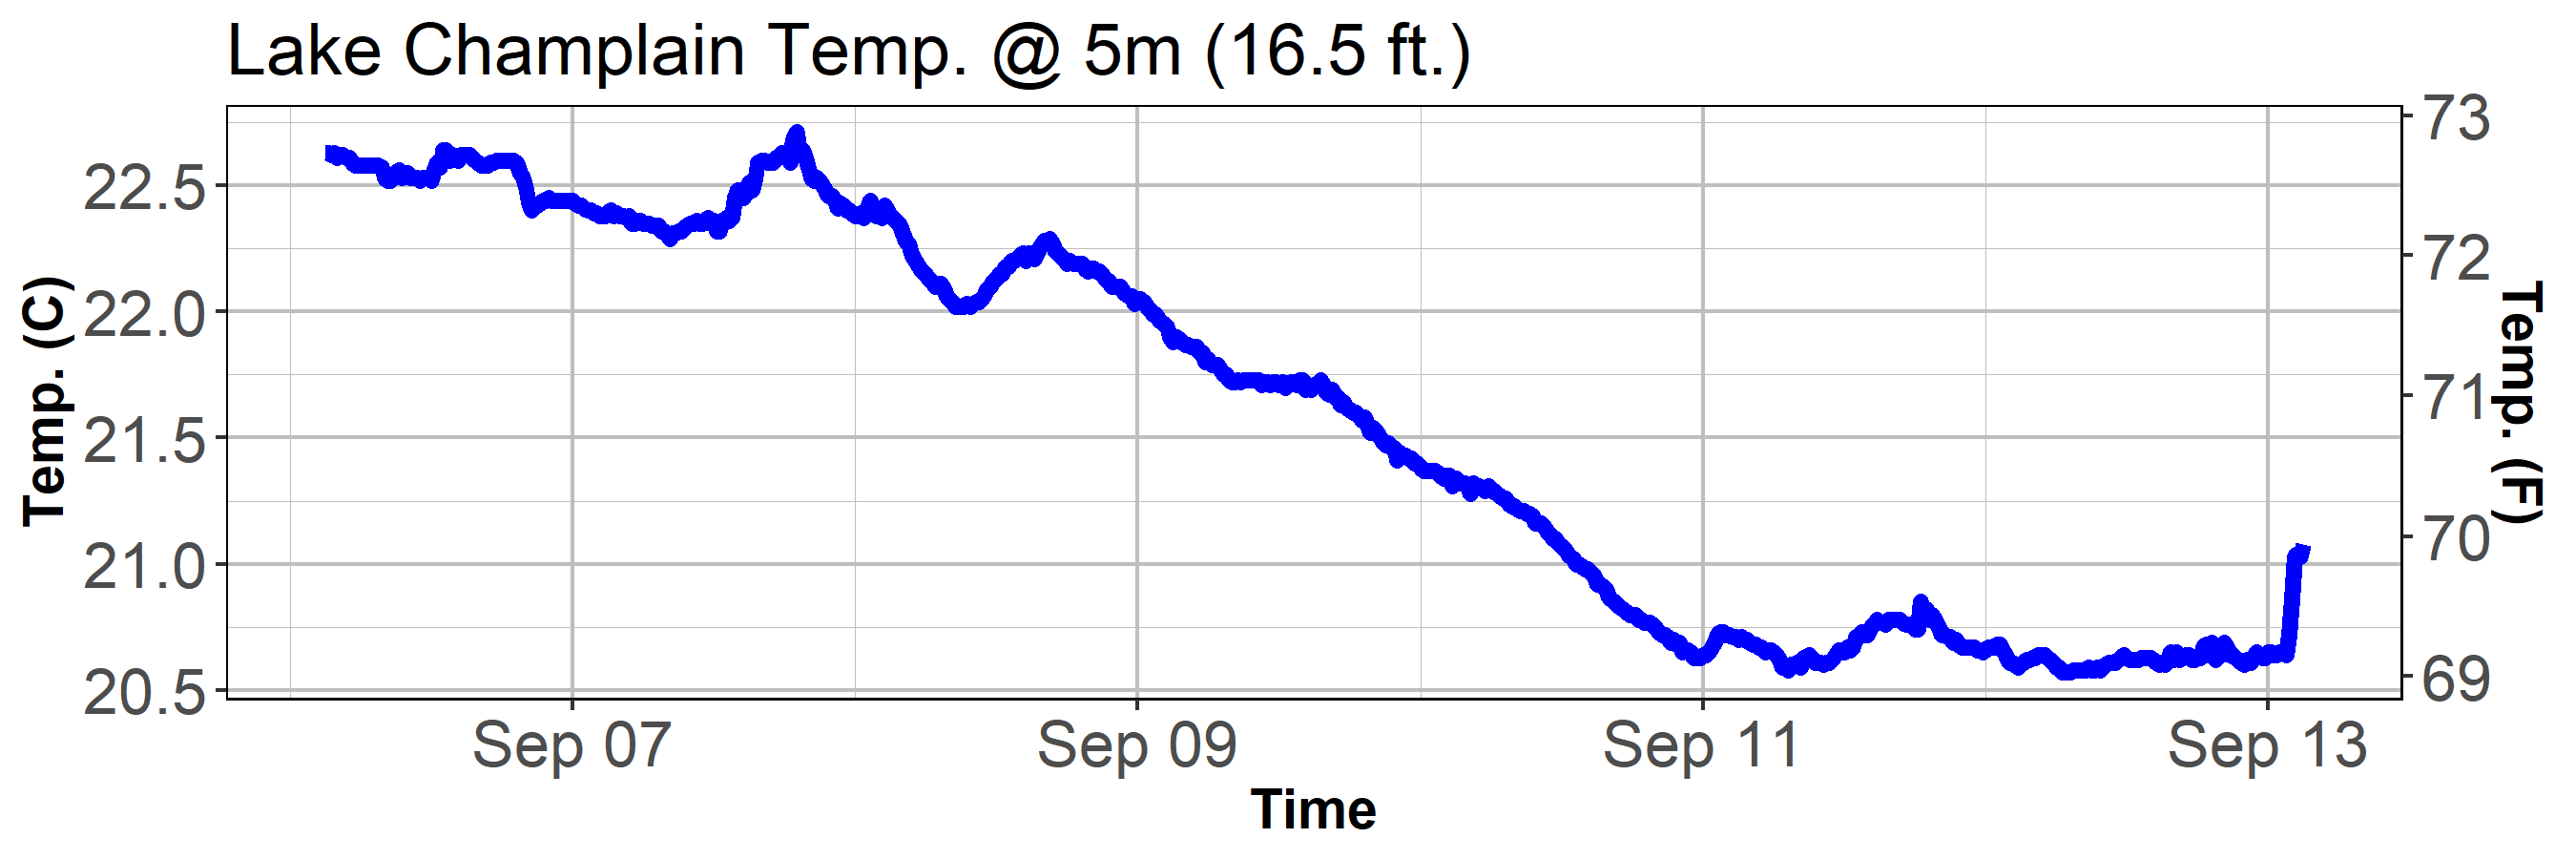 Lake Champlain Temp. @ 5m (16.5 ft.)
Temp. (C)
22.5
22.0
21.5
21.0
20.5
73
72
71
70
69
Temp. (F)
Sep 07
Sep 09
Sep 11
Sep 13
Time